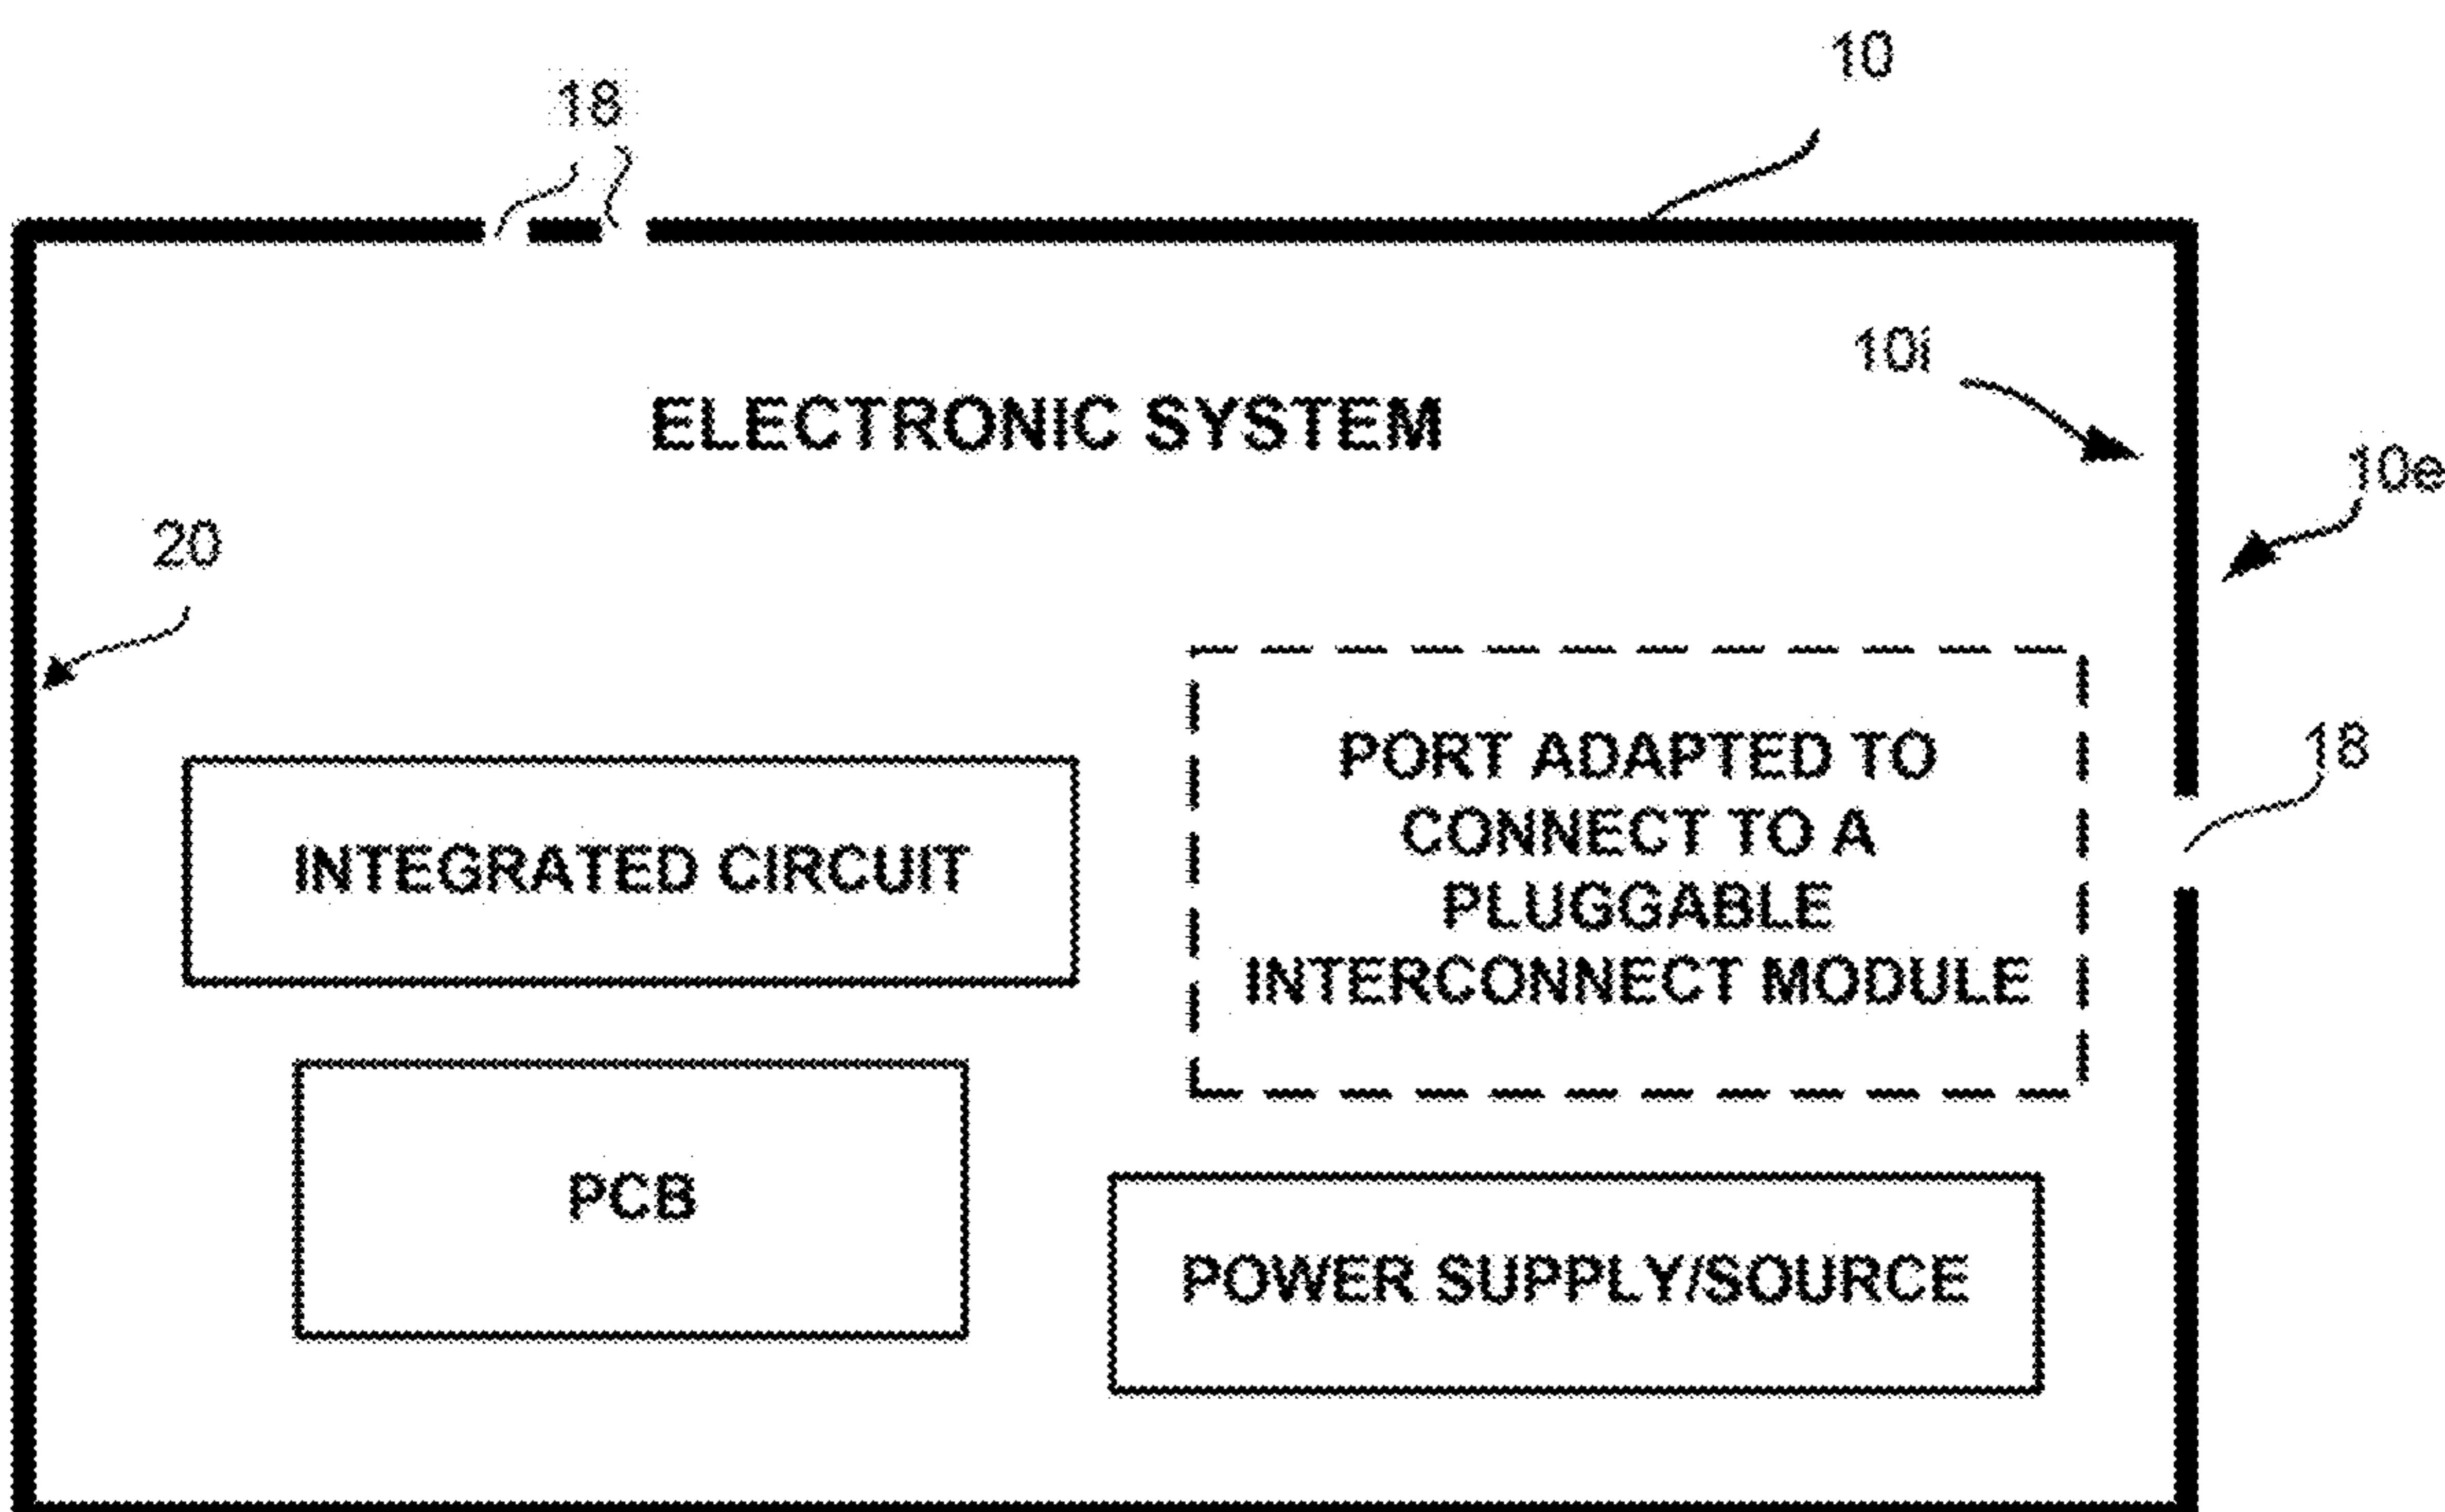 10
18
10i
ELECTRONIC SYSTEM
10e
20
18
PORT ADAPTED TO
CONNECT TO A
PLUGGABLE
INTERCONNECT MODULE
INTEGRATED CIRCUIT
PCB
POWER SUPPLY/SOURCE